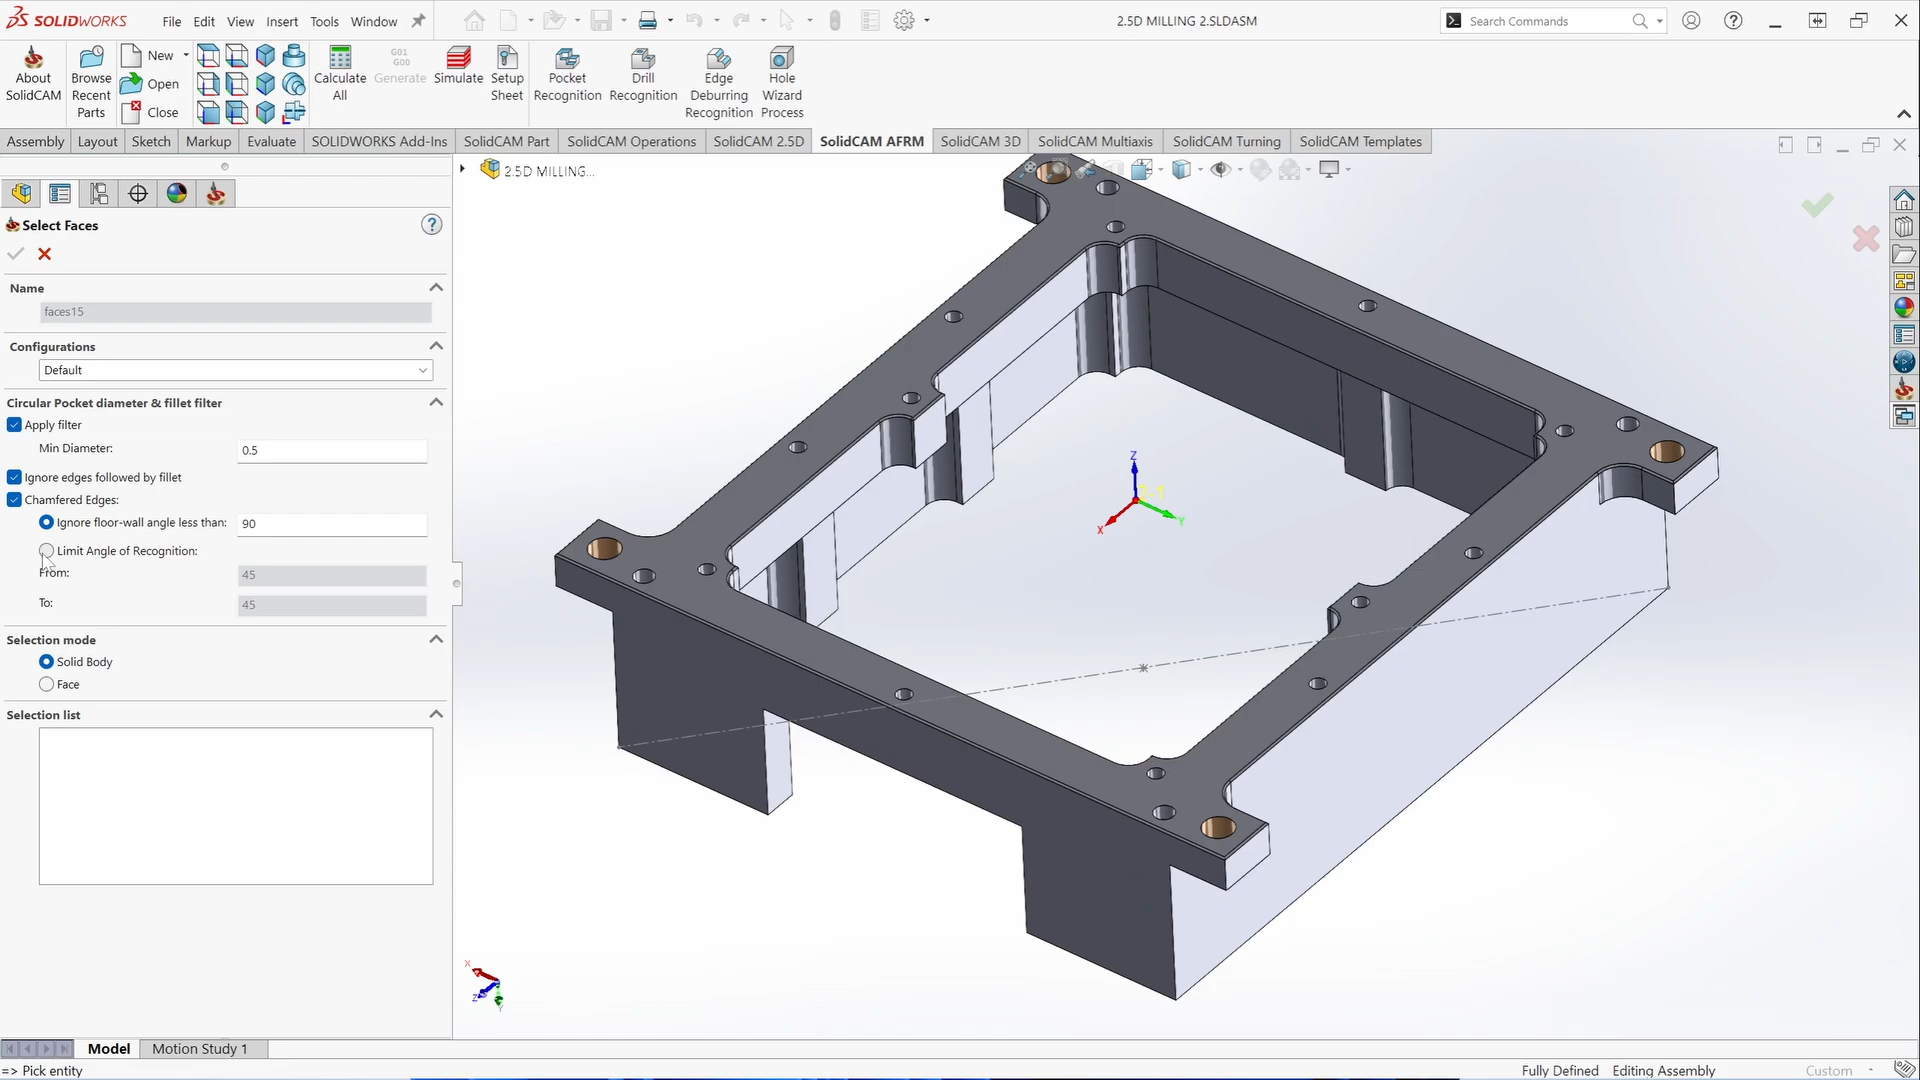 SOLIDWORKS
File Edit View Insert Tools Window
2.5D MILLING 2.SLDASM
Search Commands
About SolidCAM
Browse Recent Parts
New
Open
Close
Calculate All
G01 G00
Generate
Simulate
Setup Sheet
Pocket Recognition
Drill Recognition
Edge Deburring Recognition
Hole Wizard Process
Assembly Layout Sketch Markup Evaluate SOLIDWORKS Add-Ins SolidCAM Part SolidCAM Operations SolidCAM 2.5D SolidCAM AFRM SolidCAM 3D SolidCAM Multiaxis SolidCAM Turning SolidCAM Templates
2.5D MILLING...
Select Faces
Name
faces15
Configurations
Default
Circular Pocket diameter & fillet filter
Apply filter
Min Diameter: 0.5
Ignore edges followed by fillet
Chamfered Edges:
Ignore floor-wall angle less than: 90
Limit Angle of Recognition:
From: 45
To: 45
Selection mode
Solid Body
Face
Selection list
Z
X
Y
X
Z
Y
Model Motion Study 1
=> Pick entity
Fully Defined Editing Assembly Custom